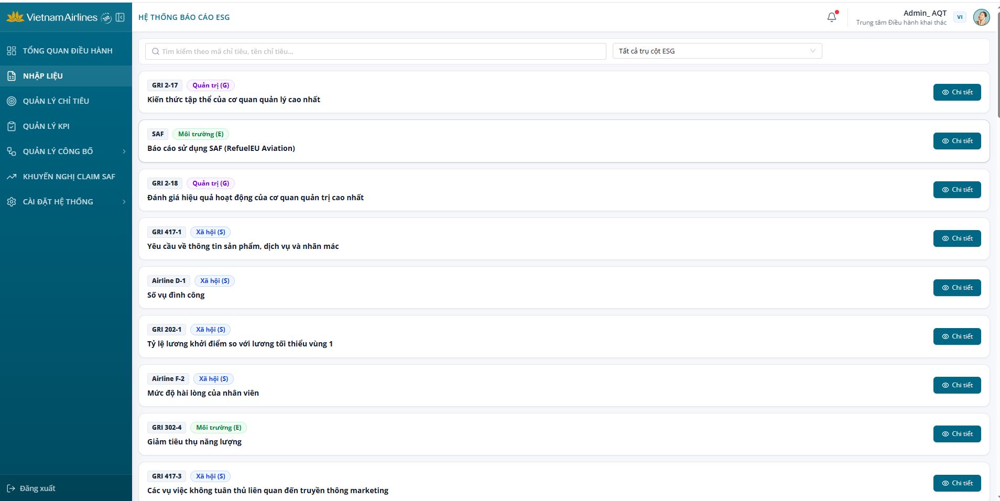 Vietnam Airlines
HỆ THỐNG BÁO CÁO ESG
Admin_ AQT
Trung tâm Điều hành khai thác
VI
TỔNG QUAN ĐIỀU HÀNH
NHẬP LIỆU
QUẢN LÝ CHỈ TIÊU
QUẢN LÝ KPI
QUẢN LÝ CÔNG BỐ
KHUYẾN NGHỊ CLAIM SAF
CÀI ĐẶT HỆ THỐNG
Đăng xuất
Tìm kiếm theo mã chỉ tiêu, tên chỉ tiêu...
Tất cả trụ cột ESG
GRI 2-17 Quản trị (G)
Kiến thức tập thể của cơ quan quản lý cao nhất
Chi tiết
SAF Môi trường (E)
Báo cáo sử dụng SAF (RefuelEU Aviation)
Chi tiết
GRI 2-18 Quản trị (G)
Đánh giá hiệu quả hoạt động của cơ quan quản trị cao nhất
Chi tiết
GRI 417-1 Xã hội (S)
Yêu cầu về thông tin sản phẩm, dịch vụ và nhãn mác
Chi tiết
Airline D-1 Xã hội (S)
Số vụ đình công
Chi tiết
GRI 202-1 Xã hội (S)
Tỷ lệ lương khởi điểm so với lương tối thiểu vùng 1
Chi tiết
Airline F-2 Xã hội (S)
Mức độ hài lòng của nhân viên
Chi tiết
GRI 302-4 Môi trường (E)
Giảm tiêu thụ năng lượng
Chi tiết
GRI 417-3 Xã hội (S)
Các vụ việc không tuân thủ liên quan đến truyền thông marketing
Chi tiết